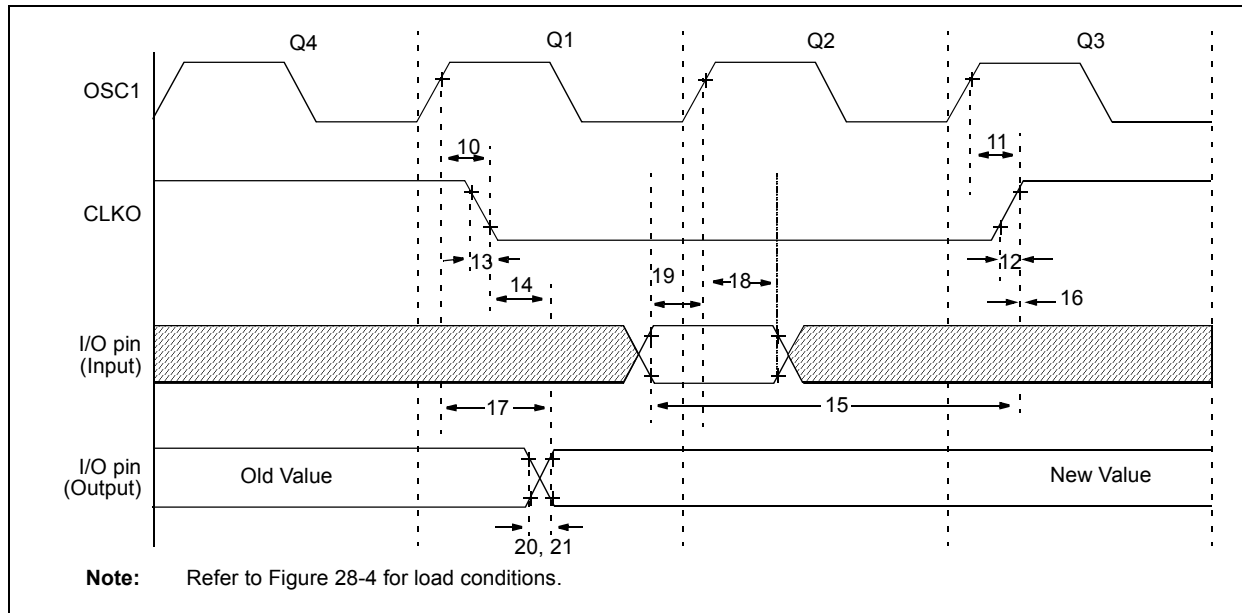 Q4 Q1 Q2 Q3
OSC1
10 11
CLKO
13 12
14 19 18 16
I/O pin
(Input)
17 15
I/O pin
(Output)
Old Value New Value
20, 21
Note: Refer to Figure 28-4 for load conditions.